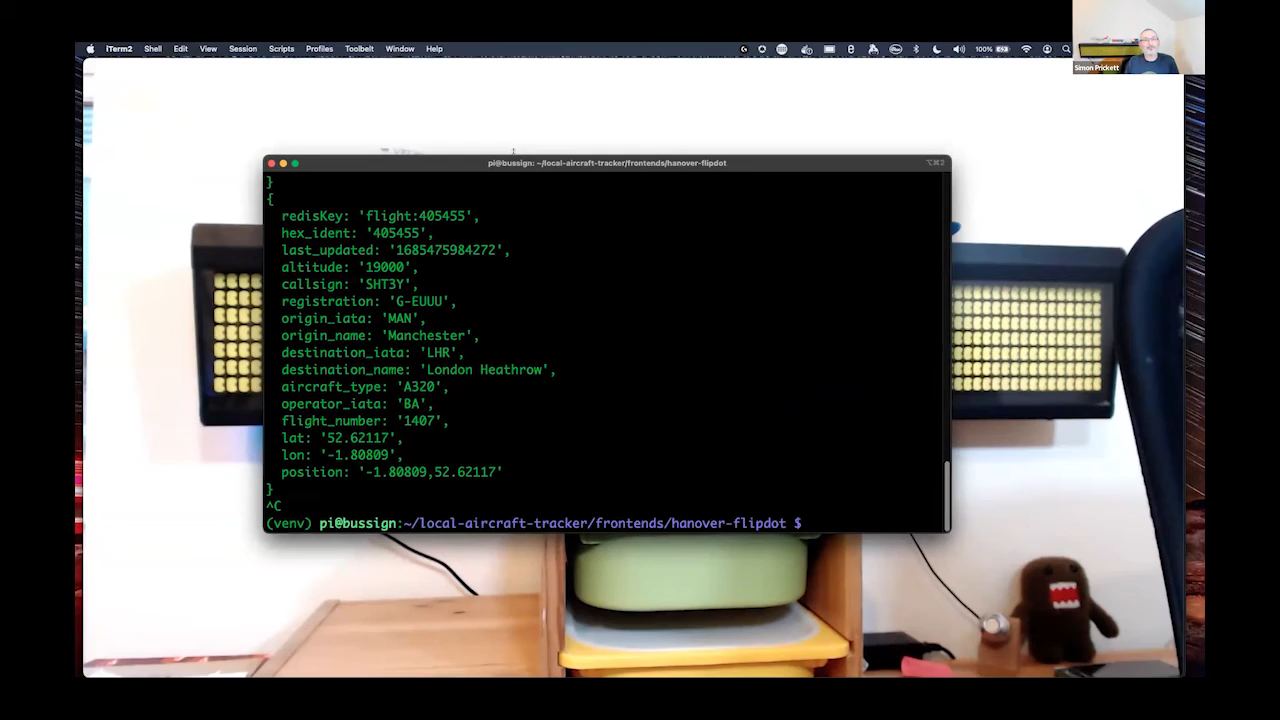 iTerm2 Shell Edit View Session Scripts Profiles Toolbelt Window Help
100%
Simon Prickett
pi@bussign: ~/local-aircraft-tracker/frontends/hanover-flipdot
⌥⌘2
}
{
redisKey: 'flight:405455',
hex_ident: '405455',
last_updated: '1685475984272',
altitude: '19000',
callsign: 'SHT3Y',
registration: 'G-EUUU',
origin_iata: 'MAN',
origin_name: 'Manchester',
destination_iata: 'LHR',
destination_name: 'London Heathrow',
aircraft_type: 'A320',
operator_iata: 'BA',
flight_number: '1407',
lat: '52.62117',
lon: '-1.80809',
position: '-1.80809,52.62117'
}
^C
(venv) pi@bussign:~/local-aircraft-tracker/frontends/hanover-flipdot $